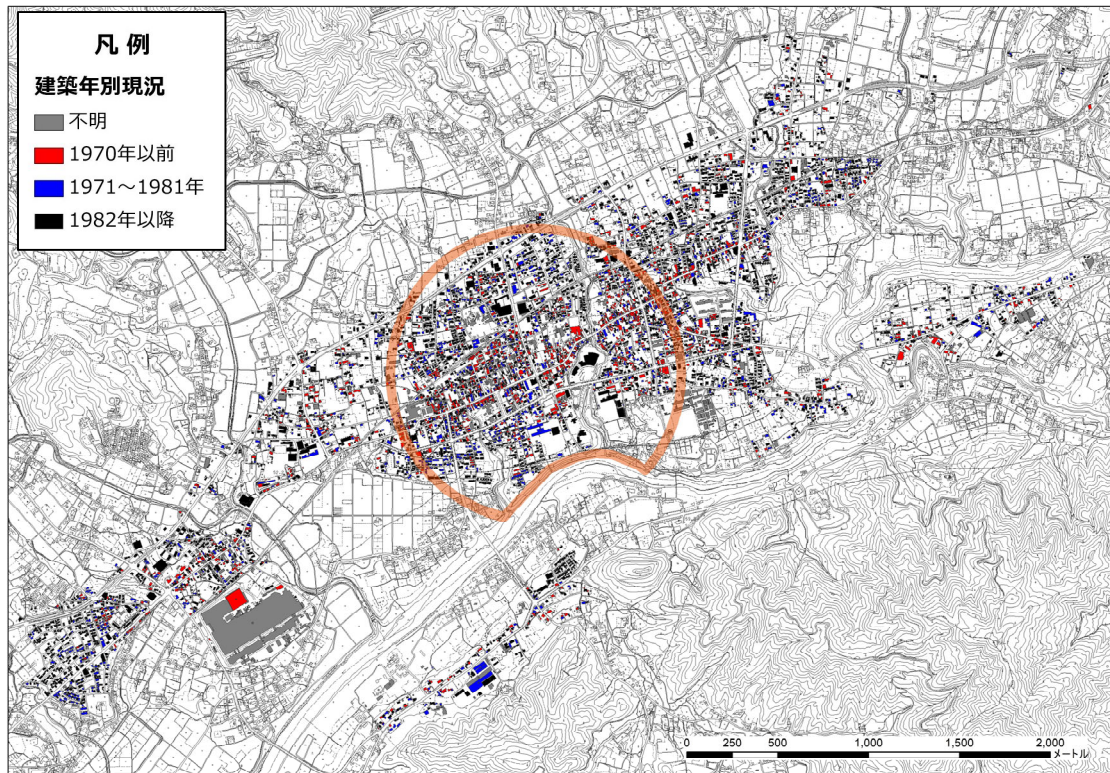 凡 例
建築年別現況
不明
1970年以前
1971～1981年
1982年以降
0 250 500 1,000 1,500 2,000
メートル